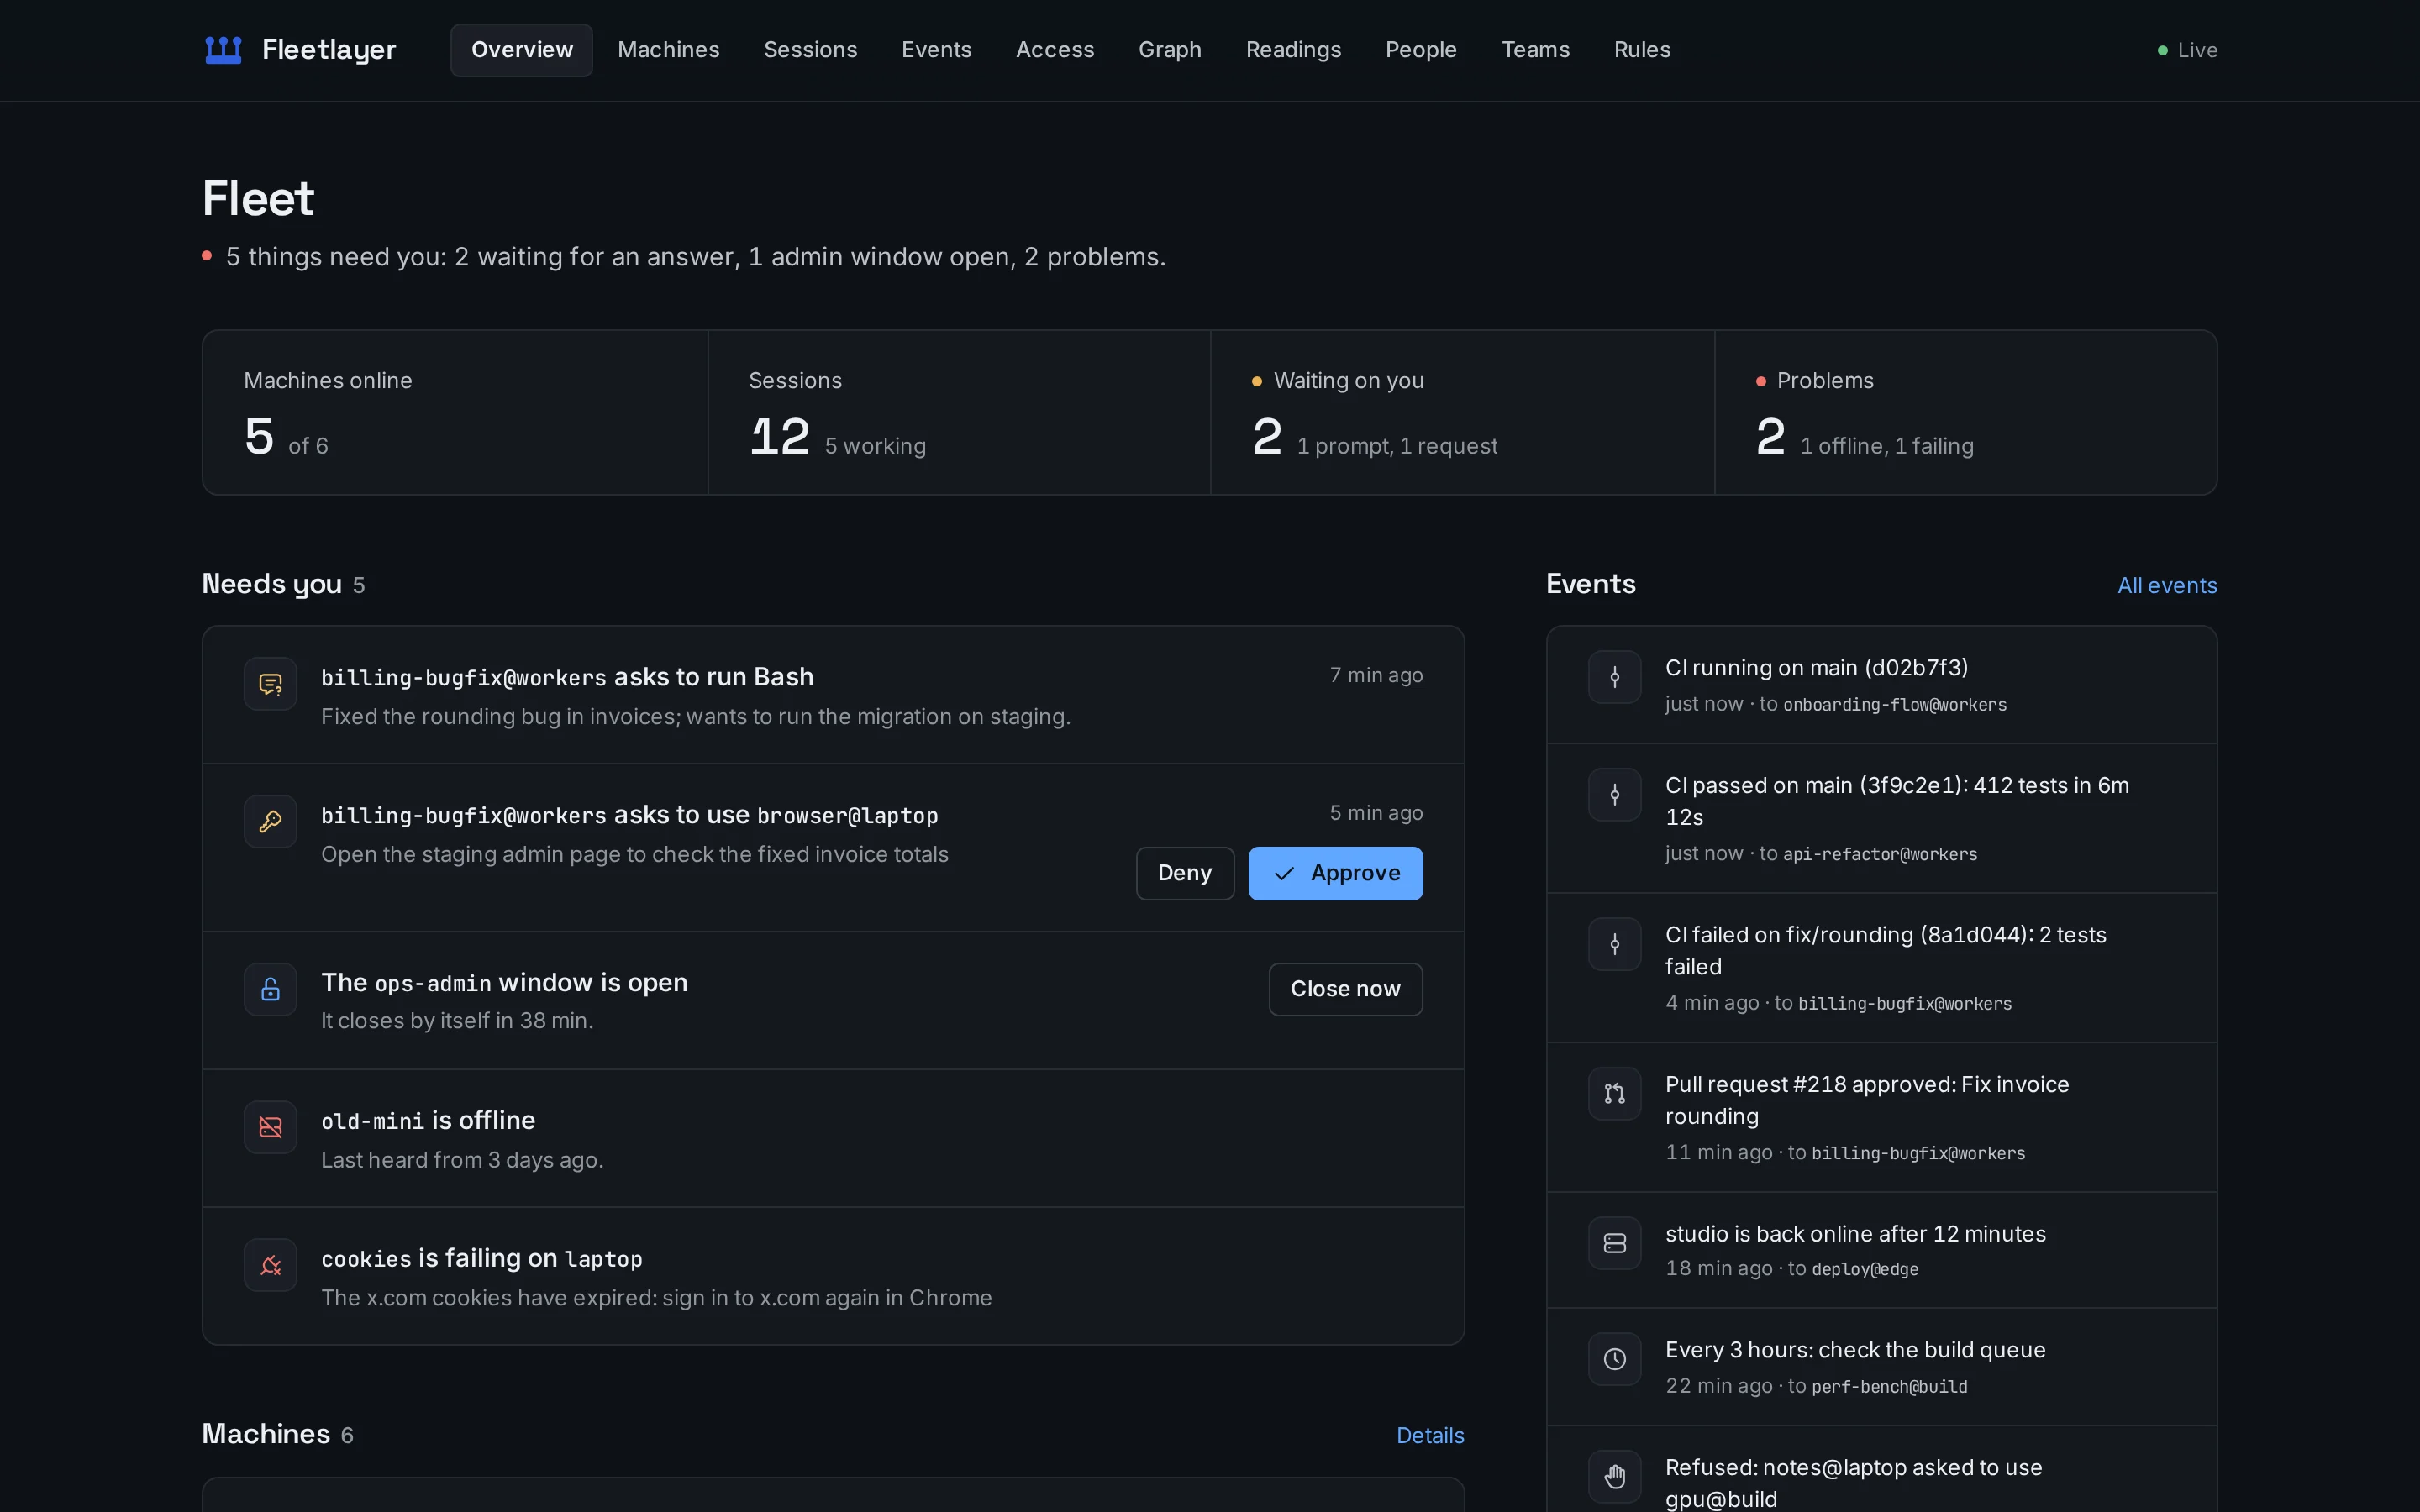 Fleetlayer
Overview
Machines
Sessions
Events
Access
Graph
Readings
People
Teams
Rules
Live
Fleet
5 things need you: 2 waiting for an answer, 1 admin window open, 2 problems.
Machines online
5 of 6
Sessions
12 5 working
Waiting on you
2 1 prompt, 1 request
Problems
2 1 offline, 1 failing
Needs you 5
billing-bugfix@workers asks to run Bash
7 min ago
Fixed the rounding bug in invoices; wants to run the migration on staging.
billing-bugfix@workers asks to use browser@laptop
5 min ago
Open the staging admin page to check the fixed invoice totals
Deny
Approve
The ops-admin window is open
It closes by itself in 38 min.
Close now
old-mini is offline
Last heard from 3 days ago.
cookies is failing on laptop
The x.com cookies have expired: sign in to x.com again in Chrome
Machines 6
Details
Events
All events
CI running on main (d02b7f3)
just now · to onboarding-flow@workers
CI passed on main (3f9c2e1): 412 tests in 6m
12s
just now · to api-refactor@workers
CI failed on fix/rounding (8a1d044): 2 tests
failed
4 min ago · to billing-bugfix@workers
Pull request #218 approved: Fix invoice
rounding
11 min ago · to billing-bugfix@workers
studio is back online after 12 minutes
18 min ago · to deploy@edge
Every 3 hours: check the build queue
22 min ago · to perf-bench@build
Refused: notes@laptop asked to use
gpu@build